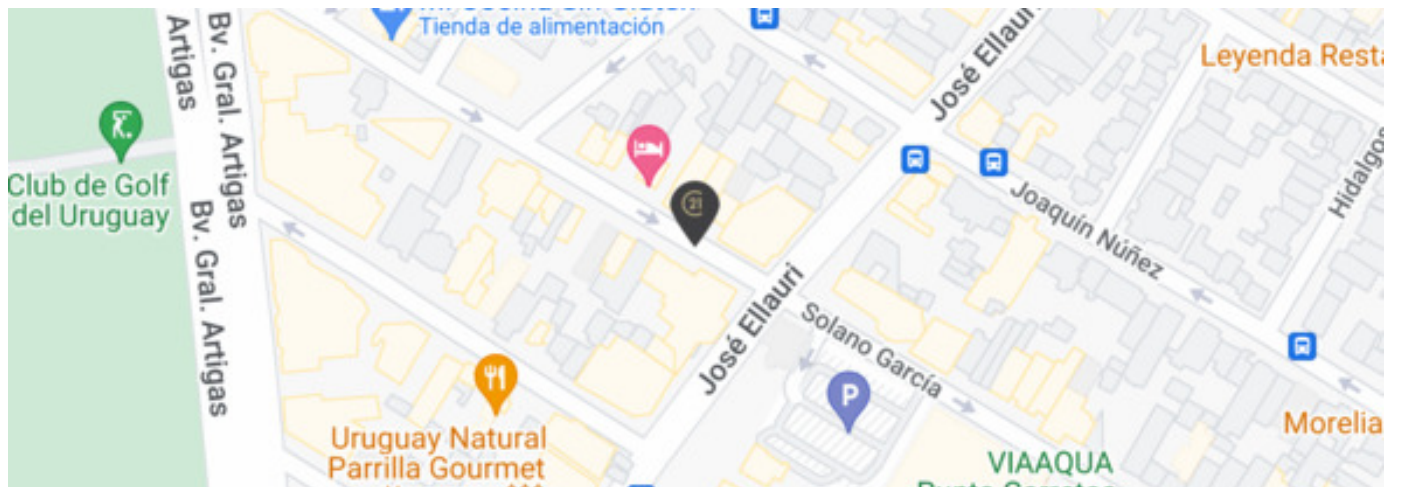 Tienda de alimentación
Bv. Gral. Artigas
Artigas
José Ellauri
Leyenda Resta
Hidalgos
Club de Golf
del Uruguay
21
Joaquín Núñez
Bv. Gral. Artigas
José Ellauri
Solano García
P
Uruguay Natural
Parrilla Gourmet
Morelia
VIAAQUA